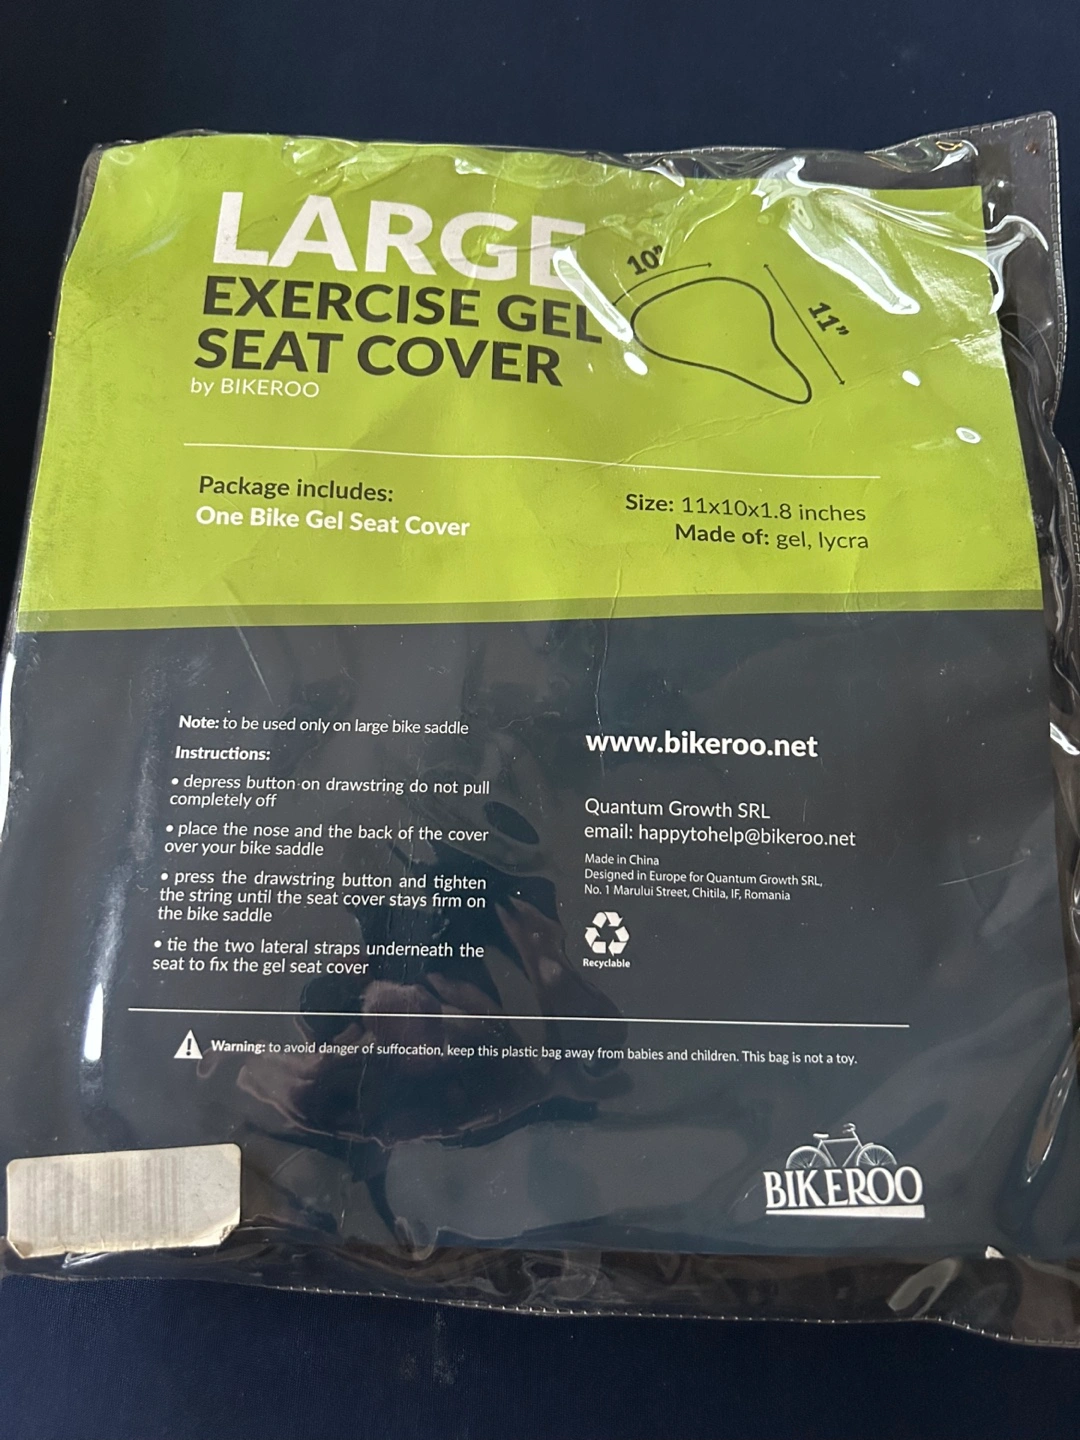 LARGE
EXERCISE GEL
SEAT COVER
by BIKEROO
10”
11”
Package includes:
One Bike Gel Seat Cover
Size: 11x10x1.8 inches
Made of: gel, lycra
Note: to be used only on large bike saddle
Instructions:
• depress button on drawstring do not pull
completely off
• place the nose and the back of the cover
over your bike saddle
• press the drawstring button and tighten
the string until the seat cover stays firm on
the bike saddle
• tie the two lateral straps underneath the
seat to fix the gel seat cover
www.bikeroo.net
Quantum Growth SRL
email: happytohelp@bikeroo.net
Made in China
Designed in Europe for Quantum Growth SRL,
No. 1 Marului Street, Chitila, IF, Romania
Recyclable
Warning: to avoid danger of suffocation, keep this plastic bag away from babies and children. This bag is not a toy.
BIKEROO